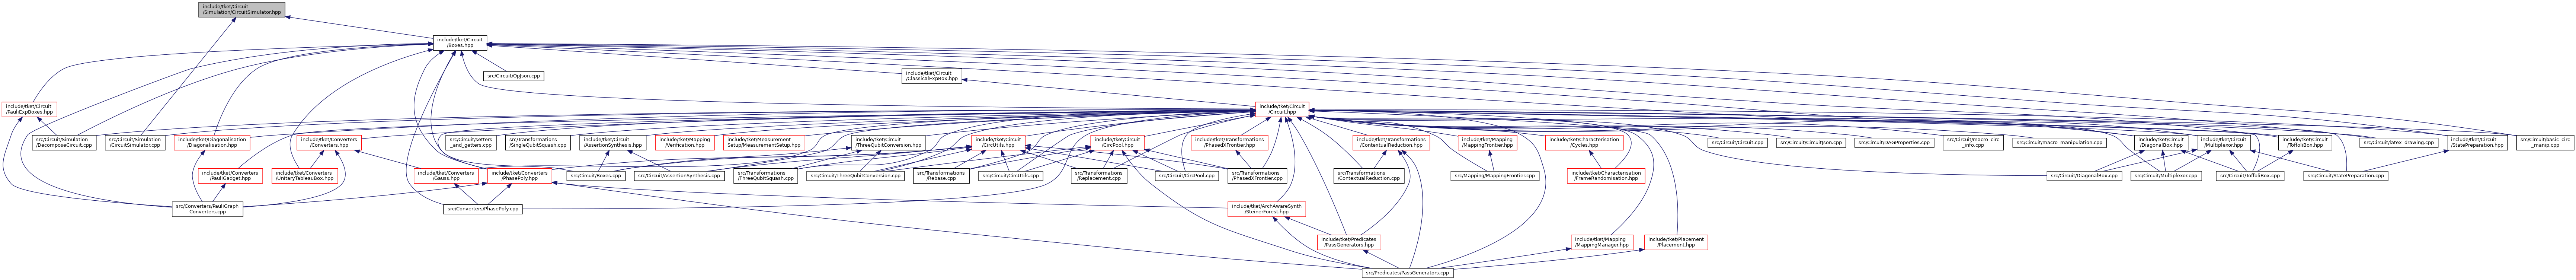 include/tket/Circuit
/Simulation/CircuitSimulator.hpp
include/tket/Circuit
/Boxes.hpp
src/Circuit/OpJson.cpp
include/tket/Circuit
/ClassicalExpBox.hpp
include/tket/Circuit
/PauliExpBoxes.hpp
include/tket/Circuit
/Circuit.hpp
src/Circuit/Simulation
/DecomposeCircuit.cpp
src/Circuit/Simulation
/CircuitSimulator.cpp
include/tket/Diagonalisation
/Diagonalisation.hpp
include/tket/Converters
/Converters.hpp
src/Circuit/setters
_and_getters.cpp
src/Transformations
/SingleQubitSquash.cpp
include/tket/Circuit
/AssertionSynthesis.hpp
include/tket/Mapping
/Verification.hpp
include/tket/Measurement
Setup/MeasurementSetup.hpp
include/tket/Circuit
/ThreeQubitConversion.hpp
include/tket/Circuit
/CircUtils.hpp
include/tket/Circuit
/CircPool.hpp
include/tket/Transformations
/PhasedXFrontier.hpp
include/tket/Transformations
/ContextualReduction.hpp
include/tket/Mapping
/MappingFrontier.hpp
include/tket/Characterisation
/Cycles.hpp
src/Circuit/Circuit.cpp
src/Circuit/CircuitJson.cpp
src/Circuit/DAGProperties.cpp
src/Circuit/macro_circ
_info.cpp
src/Circuit/macro_manipulation.cpp
include/tket/Circuit
/DiagonalBox.hpp
include/tket/Circuit
/Multiplexor.hpp
include/tket/Circuit
/ToffoliBox.hpp
src/Circuit/latex_drawing.cpp
include/tket/Circuit
/StatePreparation.hpp
src/Circuit/basic_circ
_manip.cpp
include/tket/Converters
/PauliGadget.hpp
include/tket/Converters
/UnitaryTableauBox.hpp
include/tket/Converters
/Gauss.hpp
include/tket/Converters
/PhasePoly.hpp
src/Circuit/Boxes.cpp
src/Circuit/AssertionSynthesis.cpp
src/Transformations
/ThreeQubitSquash.cpp
src/Circuit/ThreeQubitConversion.cpp
src/Transformations
/Rebase.cpp
src/Circuit/CircUtils.cpp
src/Transformations
/Replacement.cpp
src/Circuit/CircPool.cpp
src/Transformations
/PhasedXFrontier.cpp
src/Transformations
/ContextualReduction.cpp
src/Mapping/MappingFrontier.cpp
include/tket/Characterisation
/FrameRandomisation.hpp
src/Circuit/DiagonalBox.cpp
src/Circuit/Multiplexor.cpp
src/Circuit/ToffoliBox.cpp
src/Circuit/StatePreparation.cpp
src/Converters/PauliGraph
Converters.cpp
src/Converters/PhasePoly.cpp
include/tket/ArchAwareSynth
/SteinerForest.hpp
include/tket/Predicates
/PassGenerators.hpp
include/tket/Mapping
/MappingManager.hpp
include/tket/Placement
/Placement.hpp
src/Predicates/PassGenerators.cpp